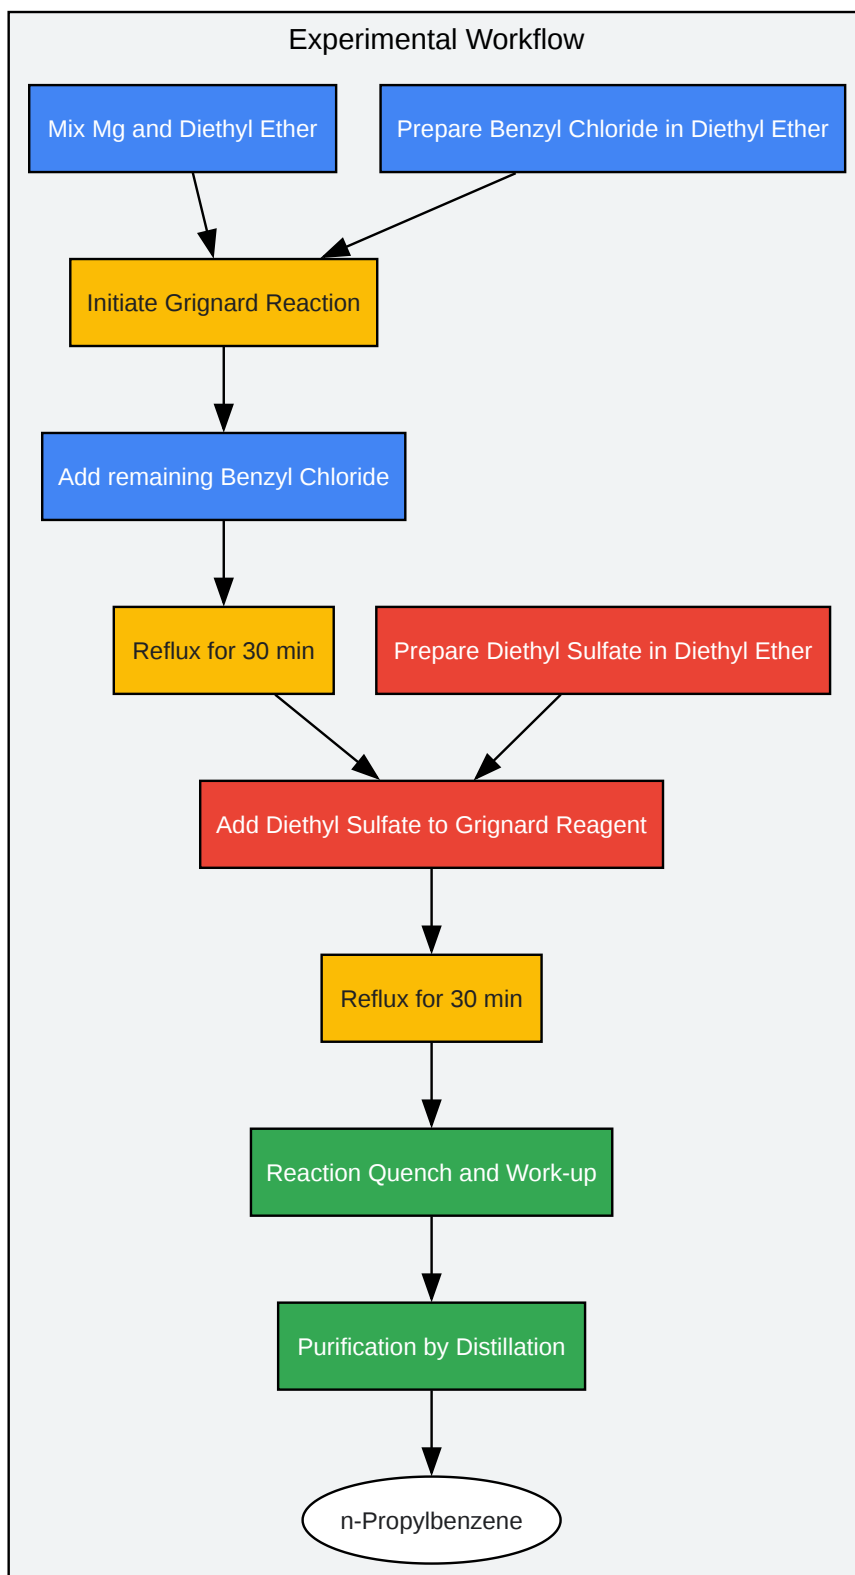 Experimental Workflow
Mix Mg and Diethyl Ether
Prepare Benzyl Chloride in Diethyl Ether
Initiate Grignard Reaction
Add remaining Benzyl Chloride
Reflux for 30 min
Prepare Diethyl Sulfate in Diethyl Ether
Add Diethyl Sulfate to Grignard Reagent
Reflux for 30 min
Reaction Quench and Work-up
Purification by Distillation
n-Propylbenzene